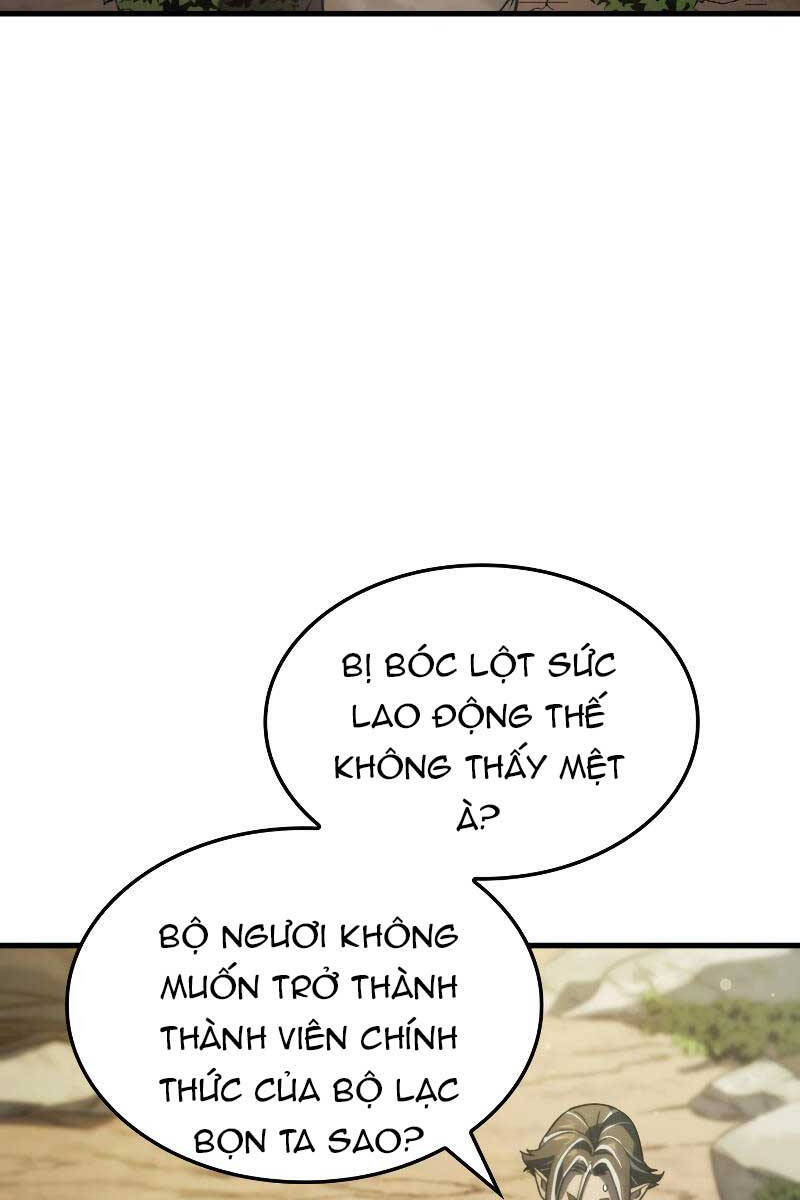 BỊ BÓC LỘT SỨC
LAO ĐỘNG THẾ
KHÔNG THẤY MỆT
À?
BỘ NGƯƠI KHÔNG
MUỐN TRỞ THÀNH
THÀNH VIÊN CHÍNH
THỨC CỦA BỘ LẠC
BỌN TA SAO?